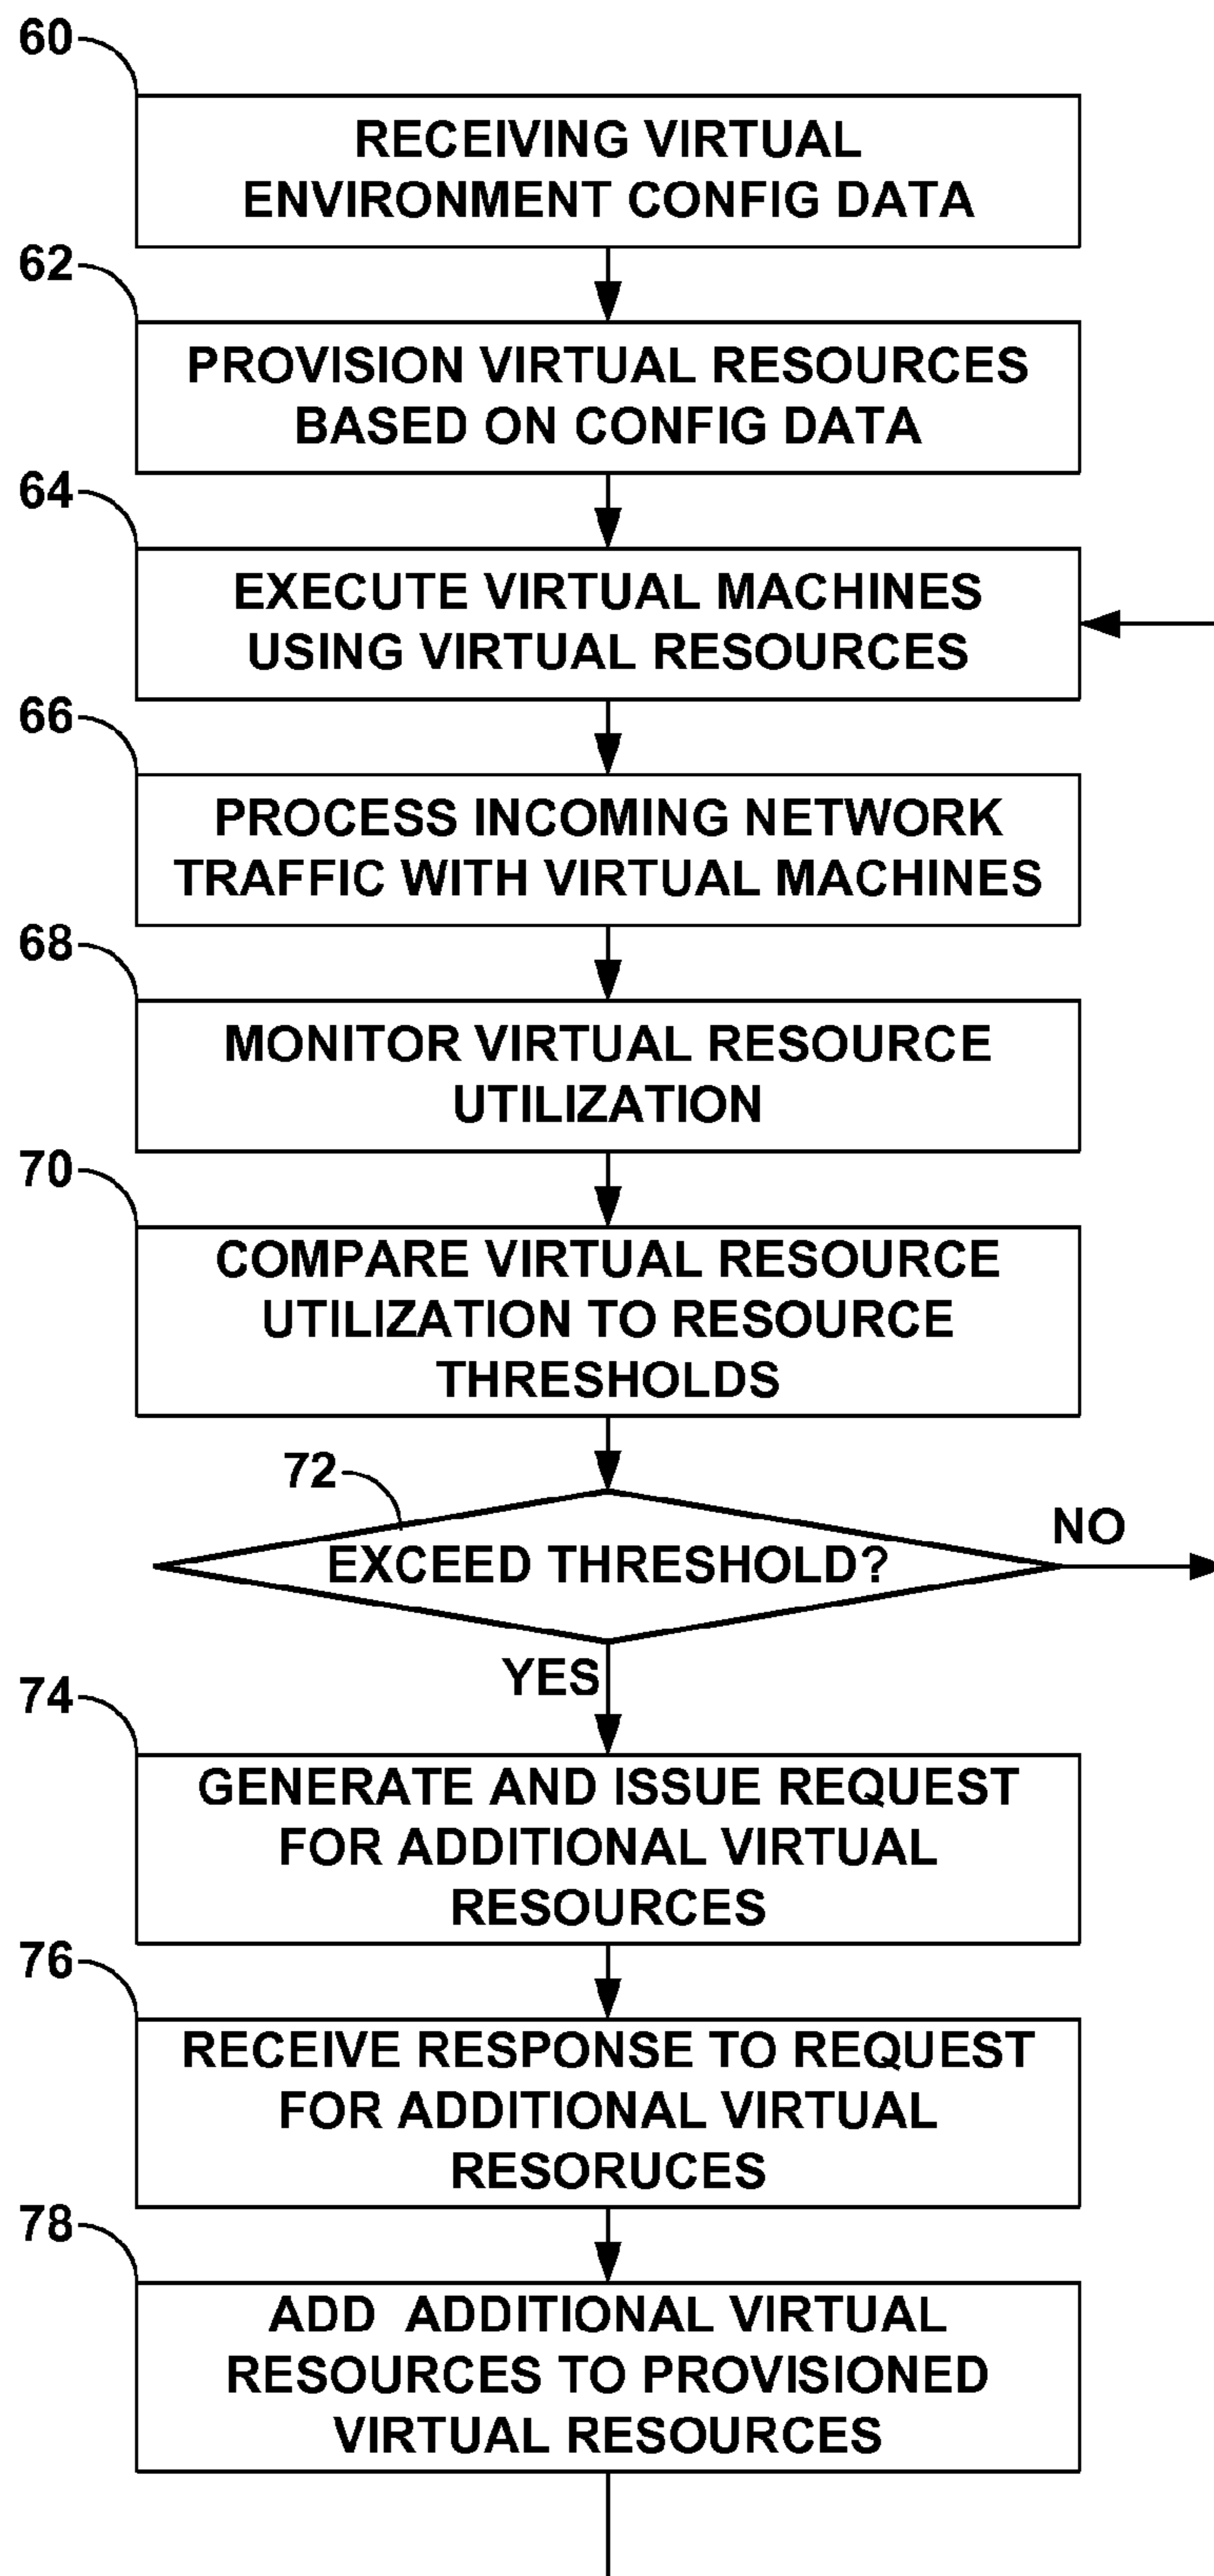 60
RECEIVING VIRTUAL
ENVIRONMENT CONFIG DATA
62
PROVISION VIRTUAL RESOURCES
BASED ON CONFIG DATA
64
EXECUTE VIRTUAL MACHINES
USING VIRTUAL RESOURCES
66
PROCESS INCOMING NETWORK
TRAFFIC WITH VIRTUAL MACHINES
68
MONITOR VIRTUAL RESOURCE
UTILIZATION
70
COMPARE VIRTUAL RESOURCE
UTILIZATION TO RESOURCE
THRESHOLDS
72
EXCEED THRESHOLD?
NO
YES
74
GENERATE AND ISSUE REQUEST
FOR ADDITIONAL VIRTUAL
RESOURCES
76
RECEIVE RESPONSE TO REQUEST
FOR ADDITIONAL VIRTUAL
RESORUCES
78
ADD ADDITIONAL VIRTUAL
RESOURCES TO PROVISIONED
VIRTUAL RESOURCES